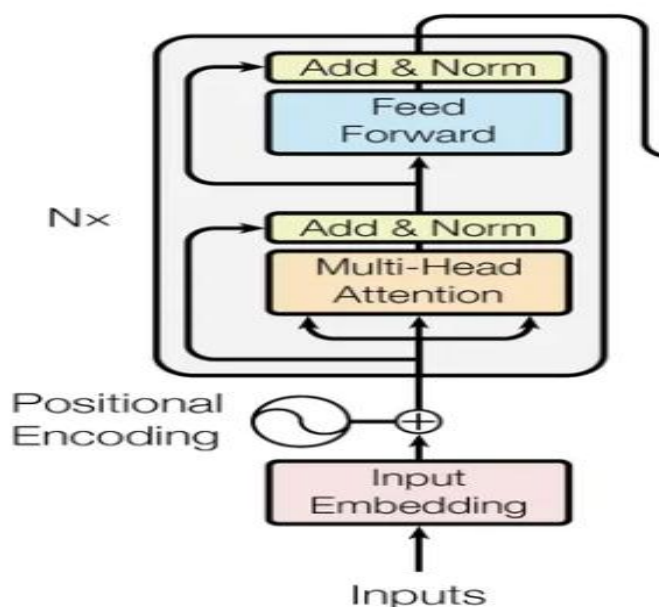 Add & Norm
Feed
Forward
Nx
Add & Norm
Multi-Head
Attention
Positional
Encoding
Input
Embedding
Inputs